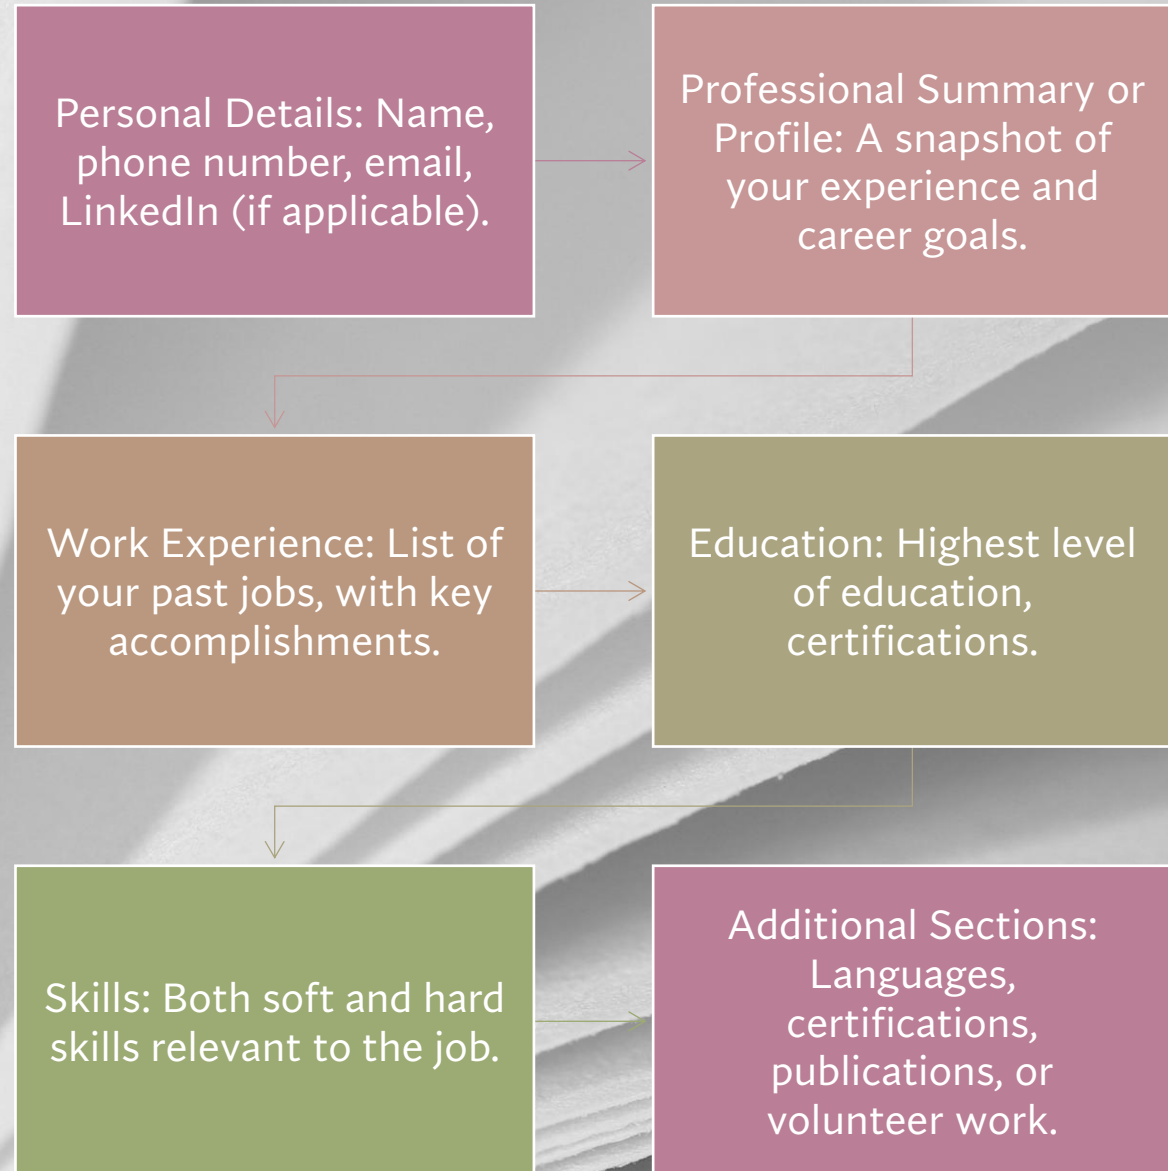 Personal Details: Name,
phone number, email,
LinkedIn (if applicable).
Professional Summary or
Profile: A snapshot of
your experience and
career goals.
Work Experience: List of
your past jobs, with key
accomplishments.
Education: Highest level
of education,
certifications.
Skills: Both soft and hard
skills relevant to the job.
Additional Sections:
Languages,
certifications,
publications, or
volunteer work.